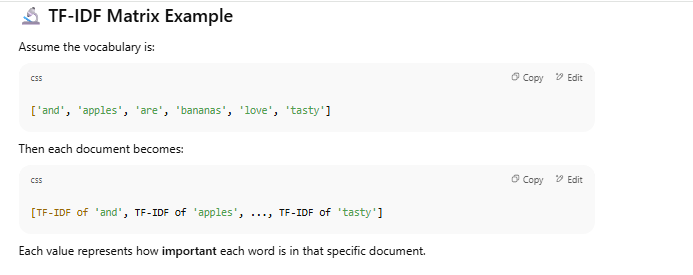 TF-IDF Matrix Example
Assume the vocabulary is:
css Copy Edit
['and', 'apples', 'are', 'bananas', 'love', 'tasty']
Then each document becomes:
css Copy Edit
[TF-IDF of 'and', TF-IDF of 'apples', ..., TF-IDF of 'tasty']
Each value represents how important each word is in that specific document.